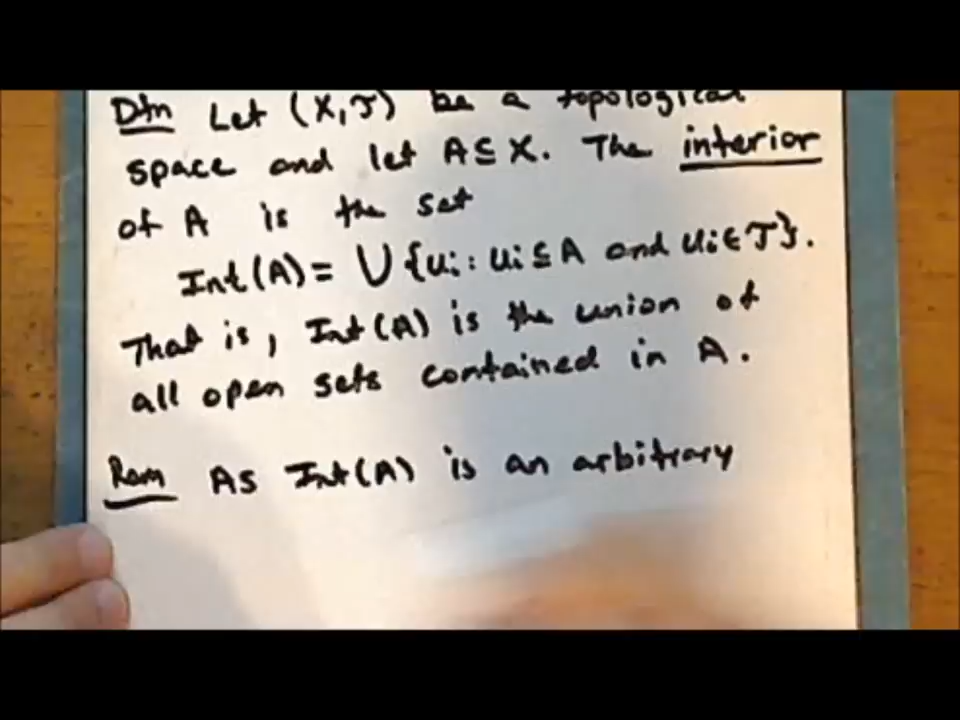 Dfn Let (X,𝒯) be a topological
space and let A⊆X. The interior
of A is the set
Int(A)= ⋃{Ui: Ui⊆A and Ui∈𝒯}.
That is, Int(A) is the union of
all open sets contained in A.
Rem As Int(A) is an arbitrary